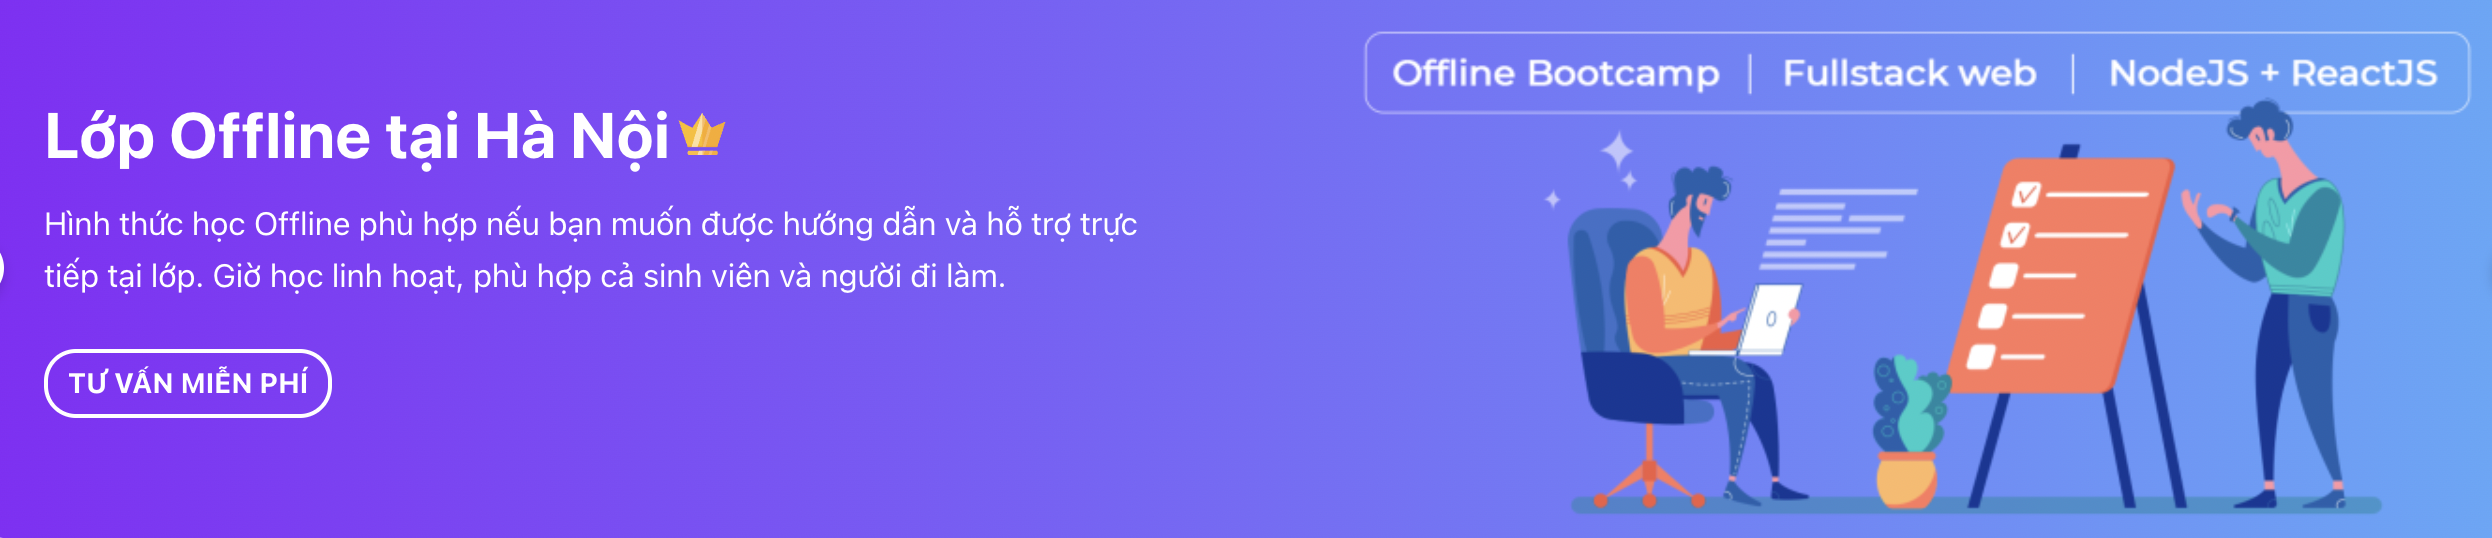 Lớp Offline tại Hà Nội
Hình thức học Offline phù hợp nếu bạn muốn được hướng dẫn và hỗ trợ trực
tiếp tại lớp. Giờ học linh hoạt, phù hợp cả sinh viên và người đi làm.
TƯ VẤN MIỄN PHÍ
Offline Bootcamp | Fullstack web | NodeJS + ReactJS
0